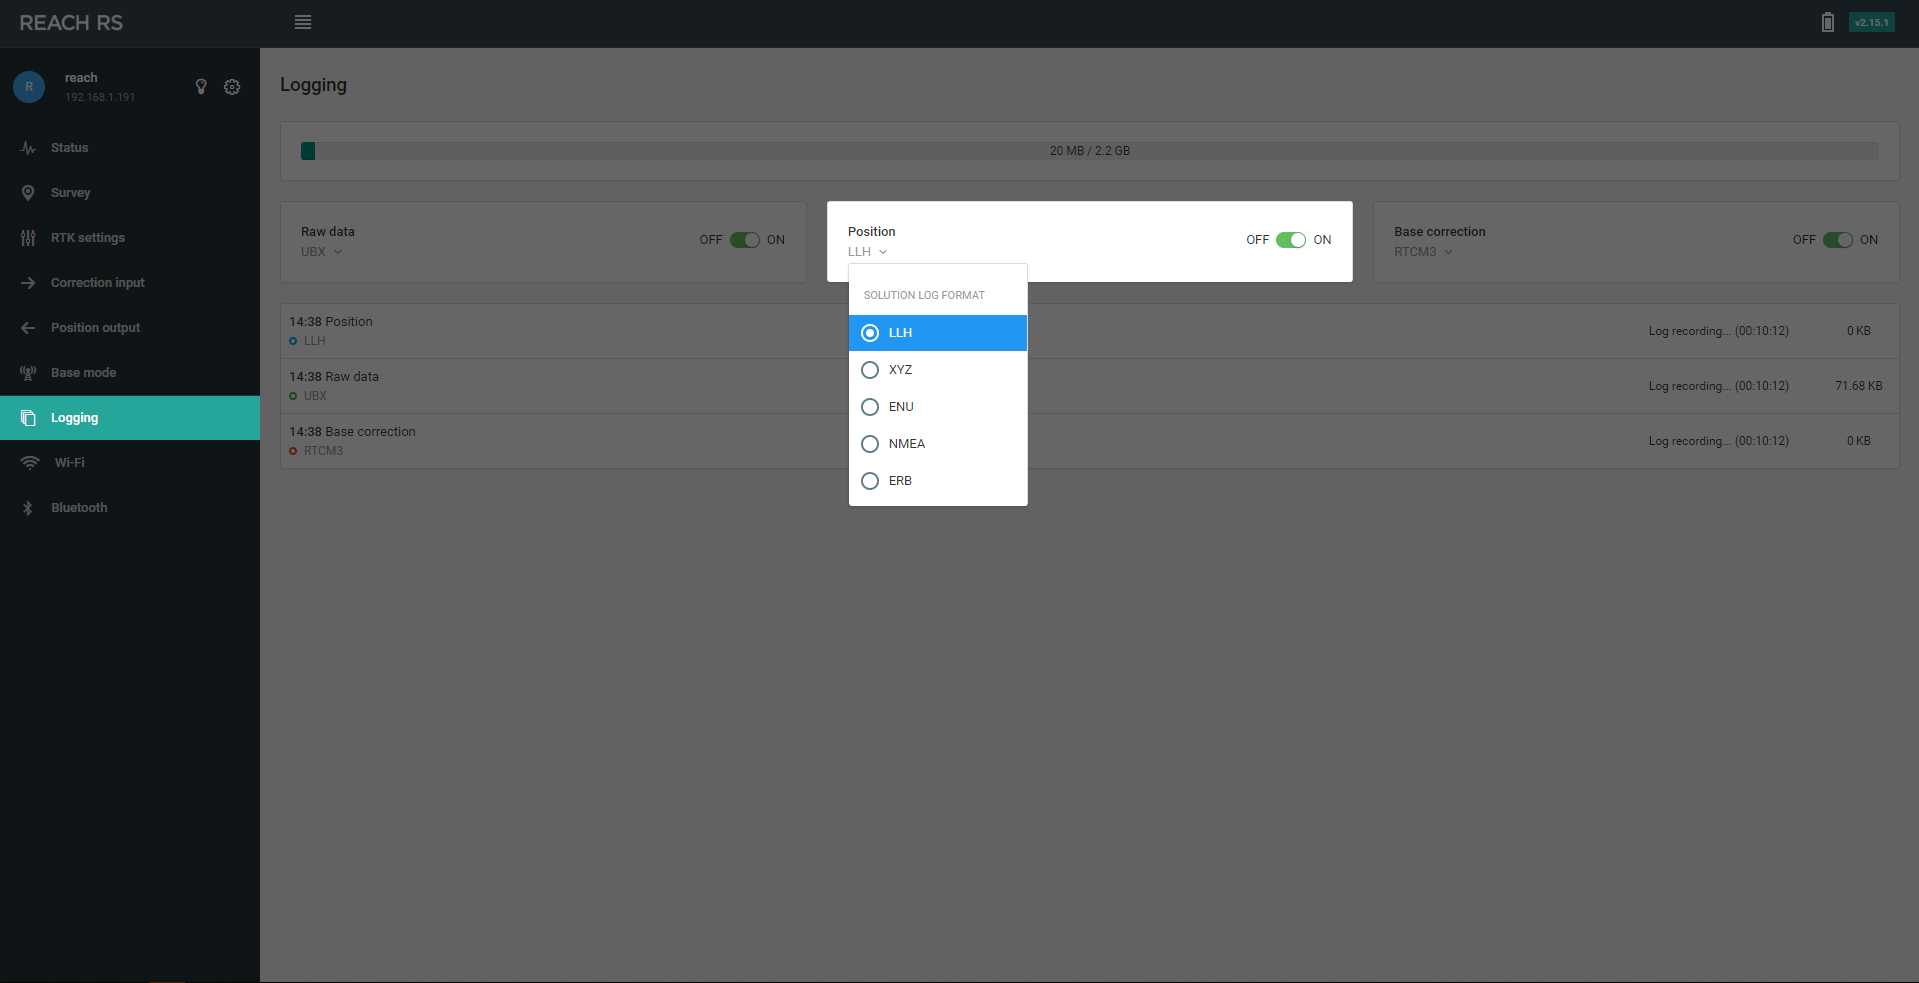 REACH RS
v2.15.1
R
reach
192.168.1.191
Status
Survey
RTK settings
Correction input
Position output
Base mode
Logging
Wi-Fi
Bluetooth
Logging
20 MB / 2.2 GB
Raw data
UBX
OFF ON
Position
LLH
OFF ON
Base correction
RTCM3
OFF ON
SOLUTION LOG FORMAT
LLH
XYZ
ENU
NMEA
ERB
14:38 Position
LLH
Log recording... (00:10:12) 0 KB
14:38 Raw data
UBX
Log recording... (00:10:12) 71.68 KB
14:38 Base correction
RTCM3
Log recording... (00:10:12) 0 KB